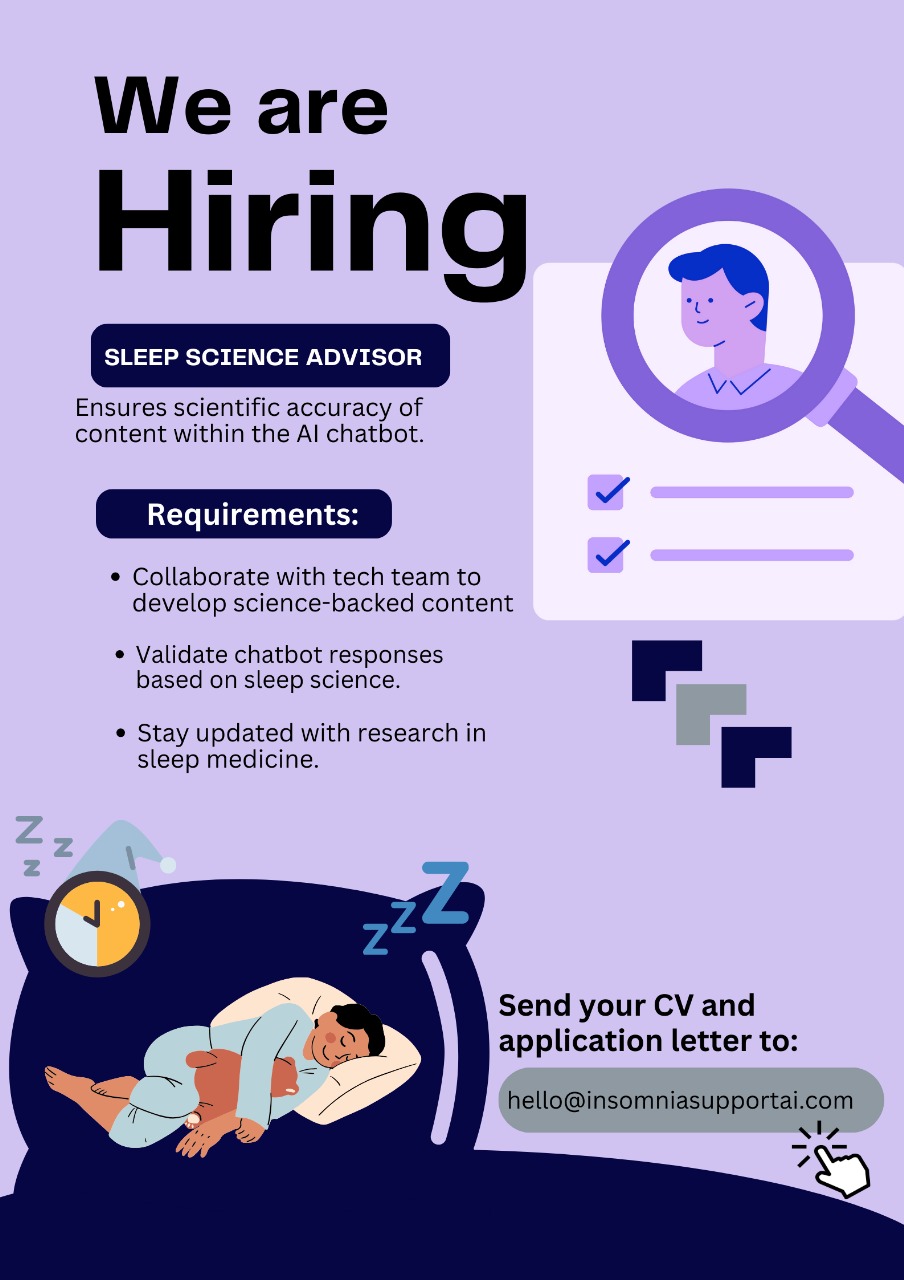 We are
Hiring
SLEEP SCIENCE ADVISOR
Ensures scientific accuracy of
content within the AI chatbot.
Requirements:
• Collaborate with tech team to
develop science-backed content
• Validate chatbot responses
based on sleep science.
• Stay updated with research in
sleep medicine.
z z z
z z Z
Send your CV and
application letter to:
hello@insomniasupportai.com